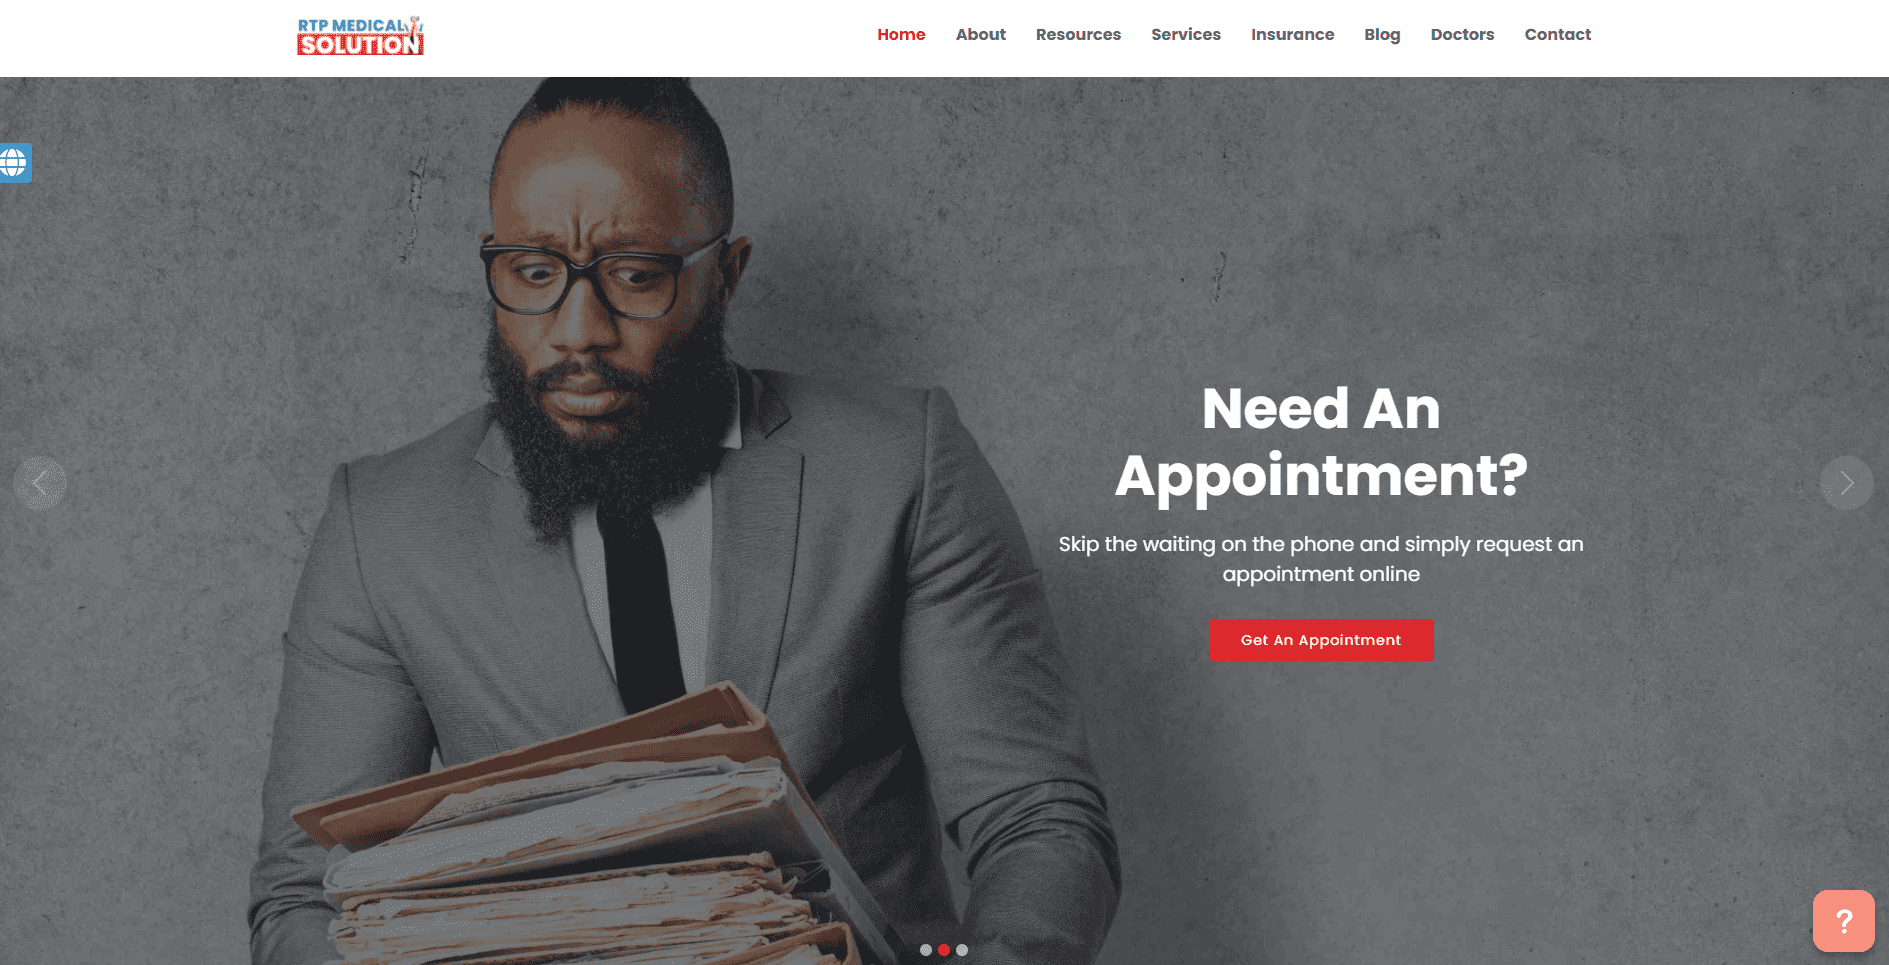 RTP MEDICAL
SOLUTION
Home About Resources Services Insurance Blog Doctors Contact
Need An
Appointment?
Skip the waiting on the phone and simply request an
appointment online
Get An Appointment
?